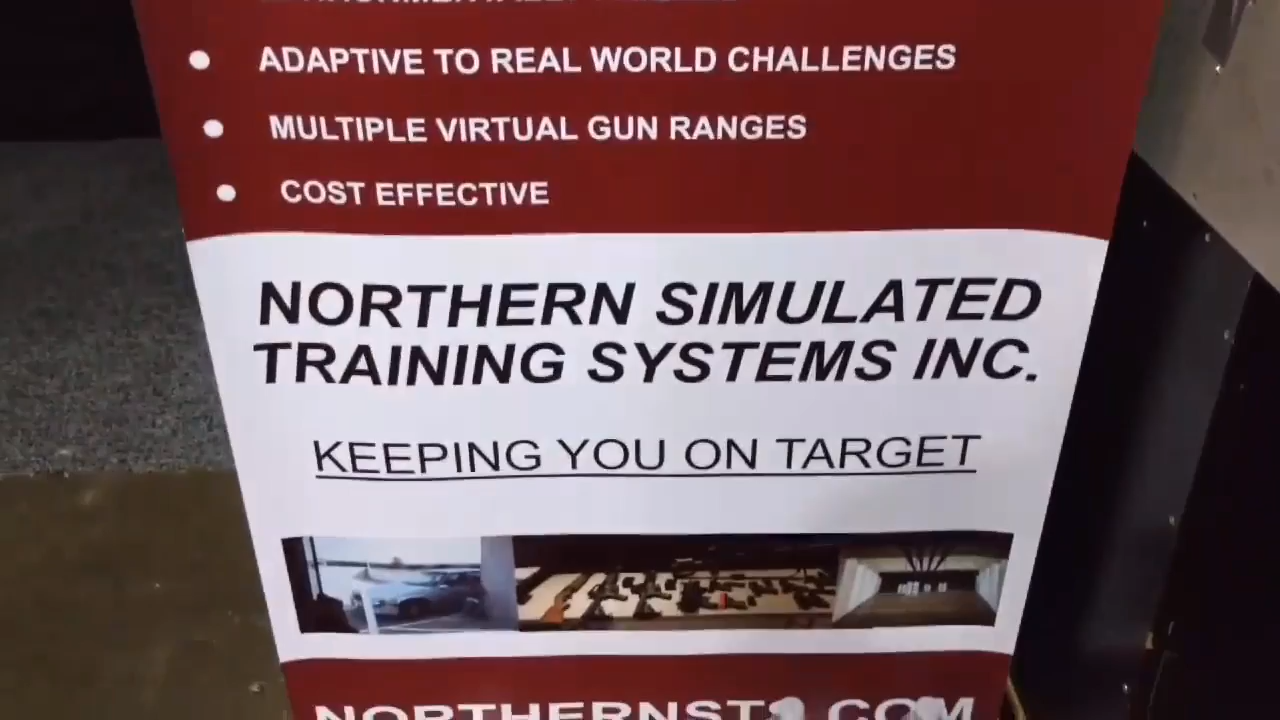 ADAPTIVE TO REAL WORLD CHALLENGES
MULTIPLE VIRTUAL GUN RANGES
COST EFFECTIVE
NORTHERN SIMULATED
TRAINING SYSTEMS INC.
KEEPING YOU ON TARGET